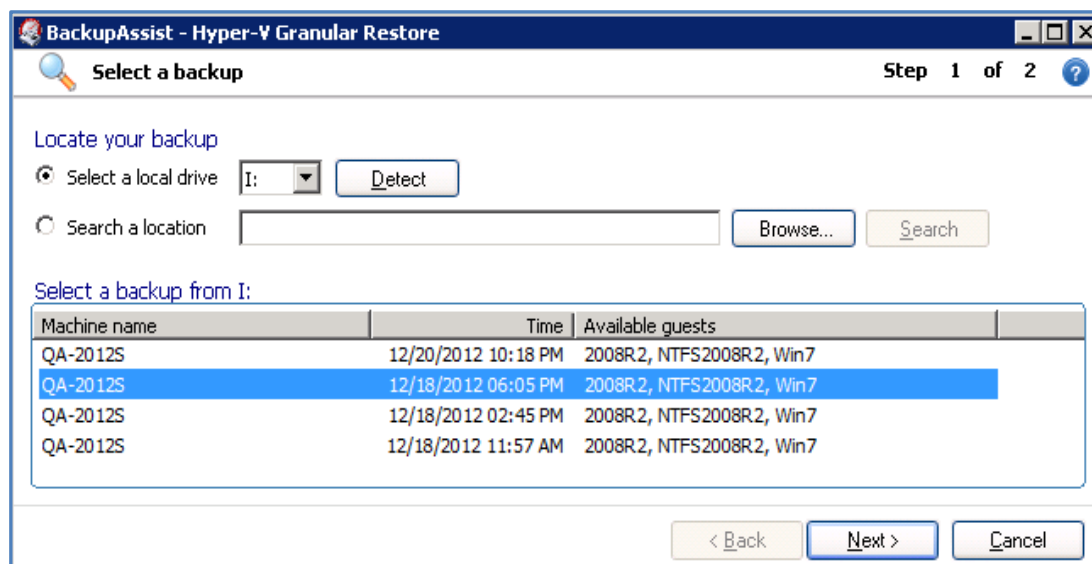 BackupAssist - Hyper-V Granular Restore
Select a backup Step 1 of 2 ?
Locate your backup
Select a local drive I: Detect
Search a location Browse... Search
Select a backup from I:
Machine name Time Available guests
QA-2012S 12/20/2012 10:18 PM 2008R2, NTFS2008R2, Win7
QA-2012S 12/18/2012 06:05 PM 2008R2, NTFS2008R2, Win7
QA-2012S 12/18/2012 02:45 PM 2008R2, NTFS2008R2, Win7
QA-2012S 12/18/2012 11:57 AM 2008R2, NTFS2008R2, Win7
< Back Next > Cancel